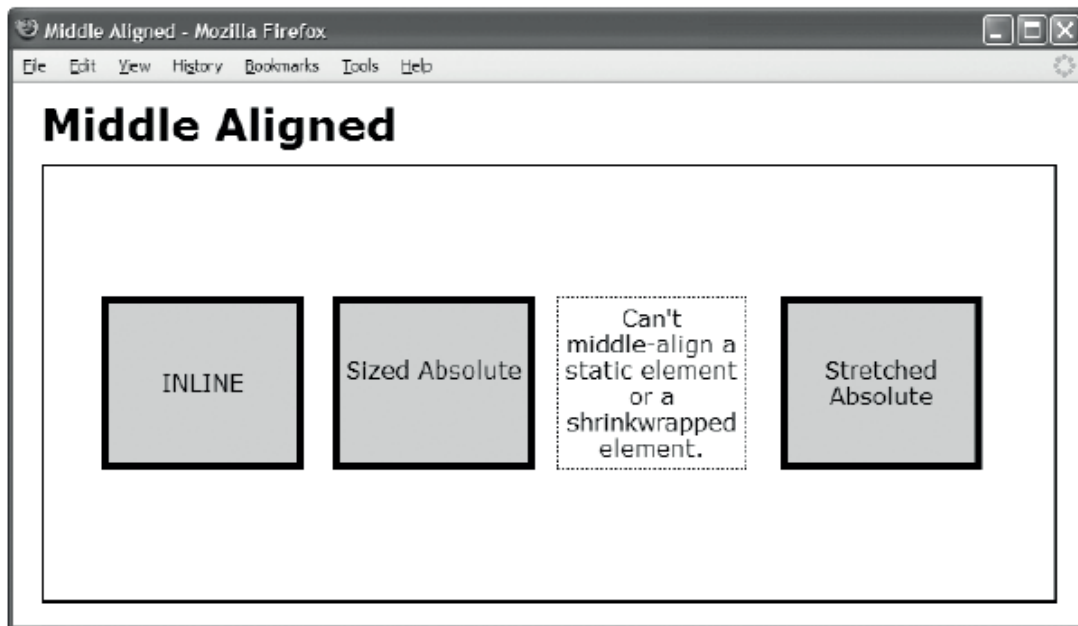 Middle Aligned - Mozilla Firefox
File Edit View History Bookmarks Tools Help
Middle Aligned
INLINE
Sized Absolute
Can't
middle-align a
static element
or a
shrinkwrapped
element.
Stretched
Absolute